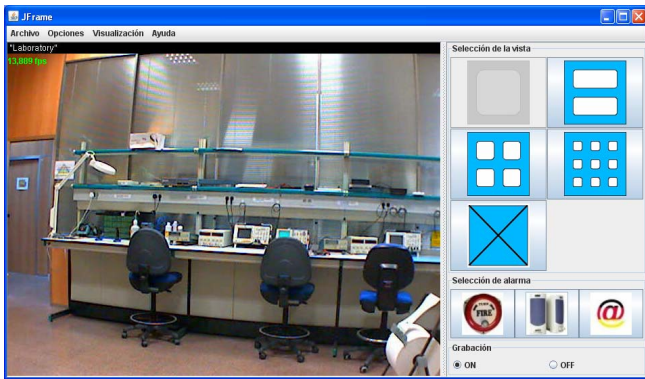 JFrame
Archivo Opciones Visualización Ayuda
"Laboratory"
13,889 fps
Selección de la vista
Selección de alarma
FIRE
@
Grabación
ON
OFF